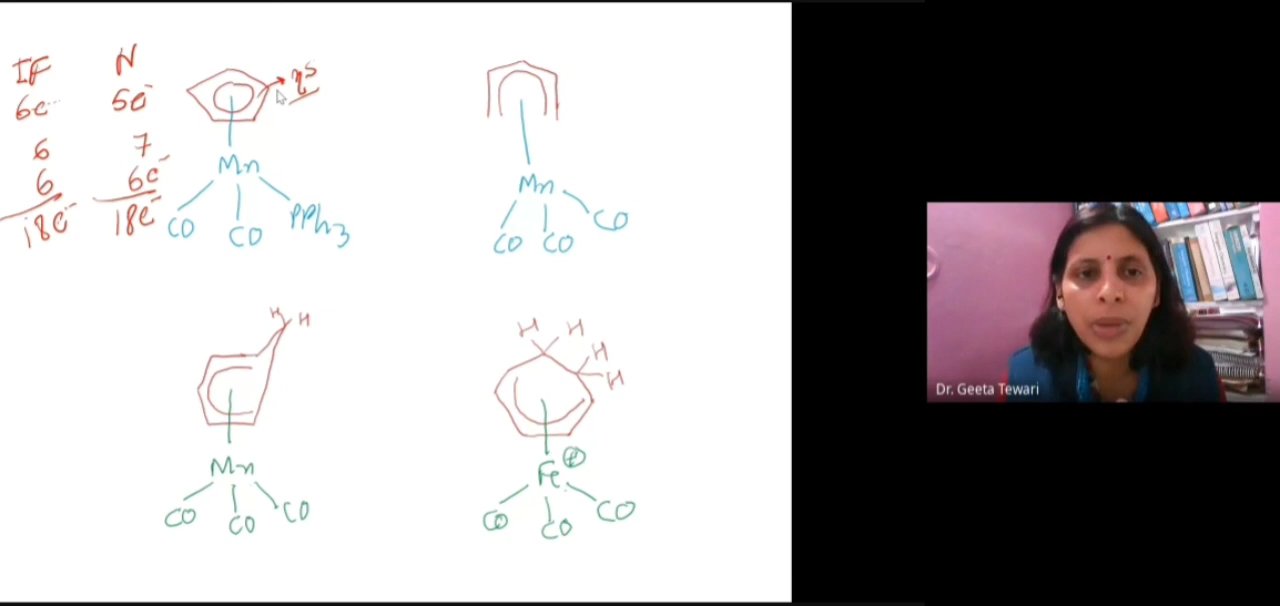 IF N
6e⁻ 5e⁻
6 7
6 6e⁻
18e⁻ 18e⁻
η5
Mn
CO CO PPh3
Mn
CO CO CO
H H
Mn
CO CO CO
H H
H
H
Fe⊕
CO CO CO
Dr. Geeta Tewari